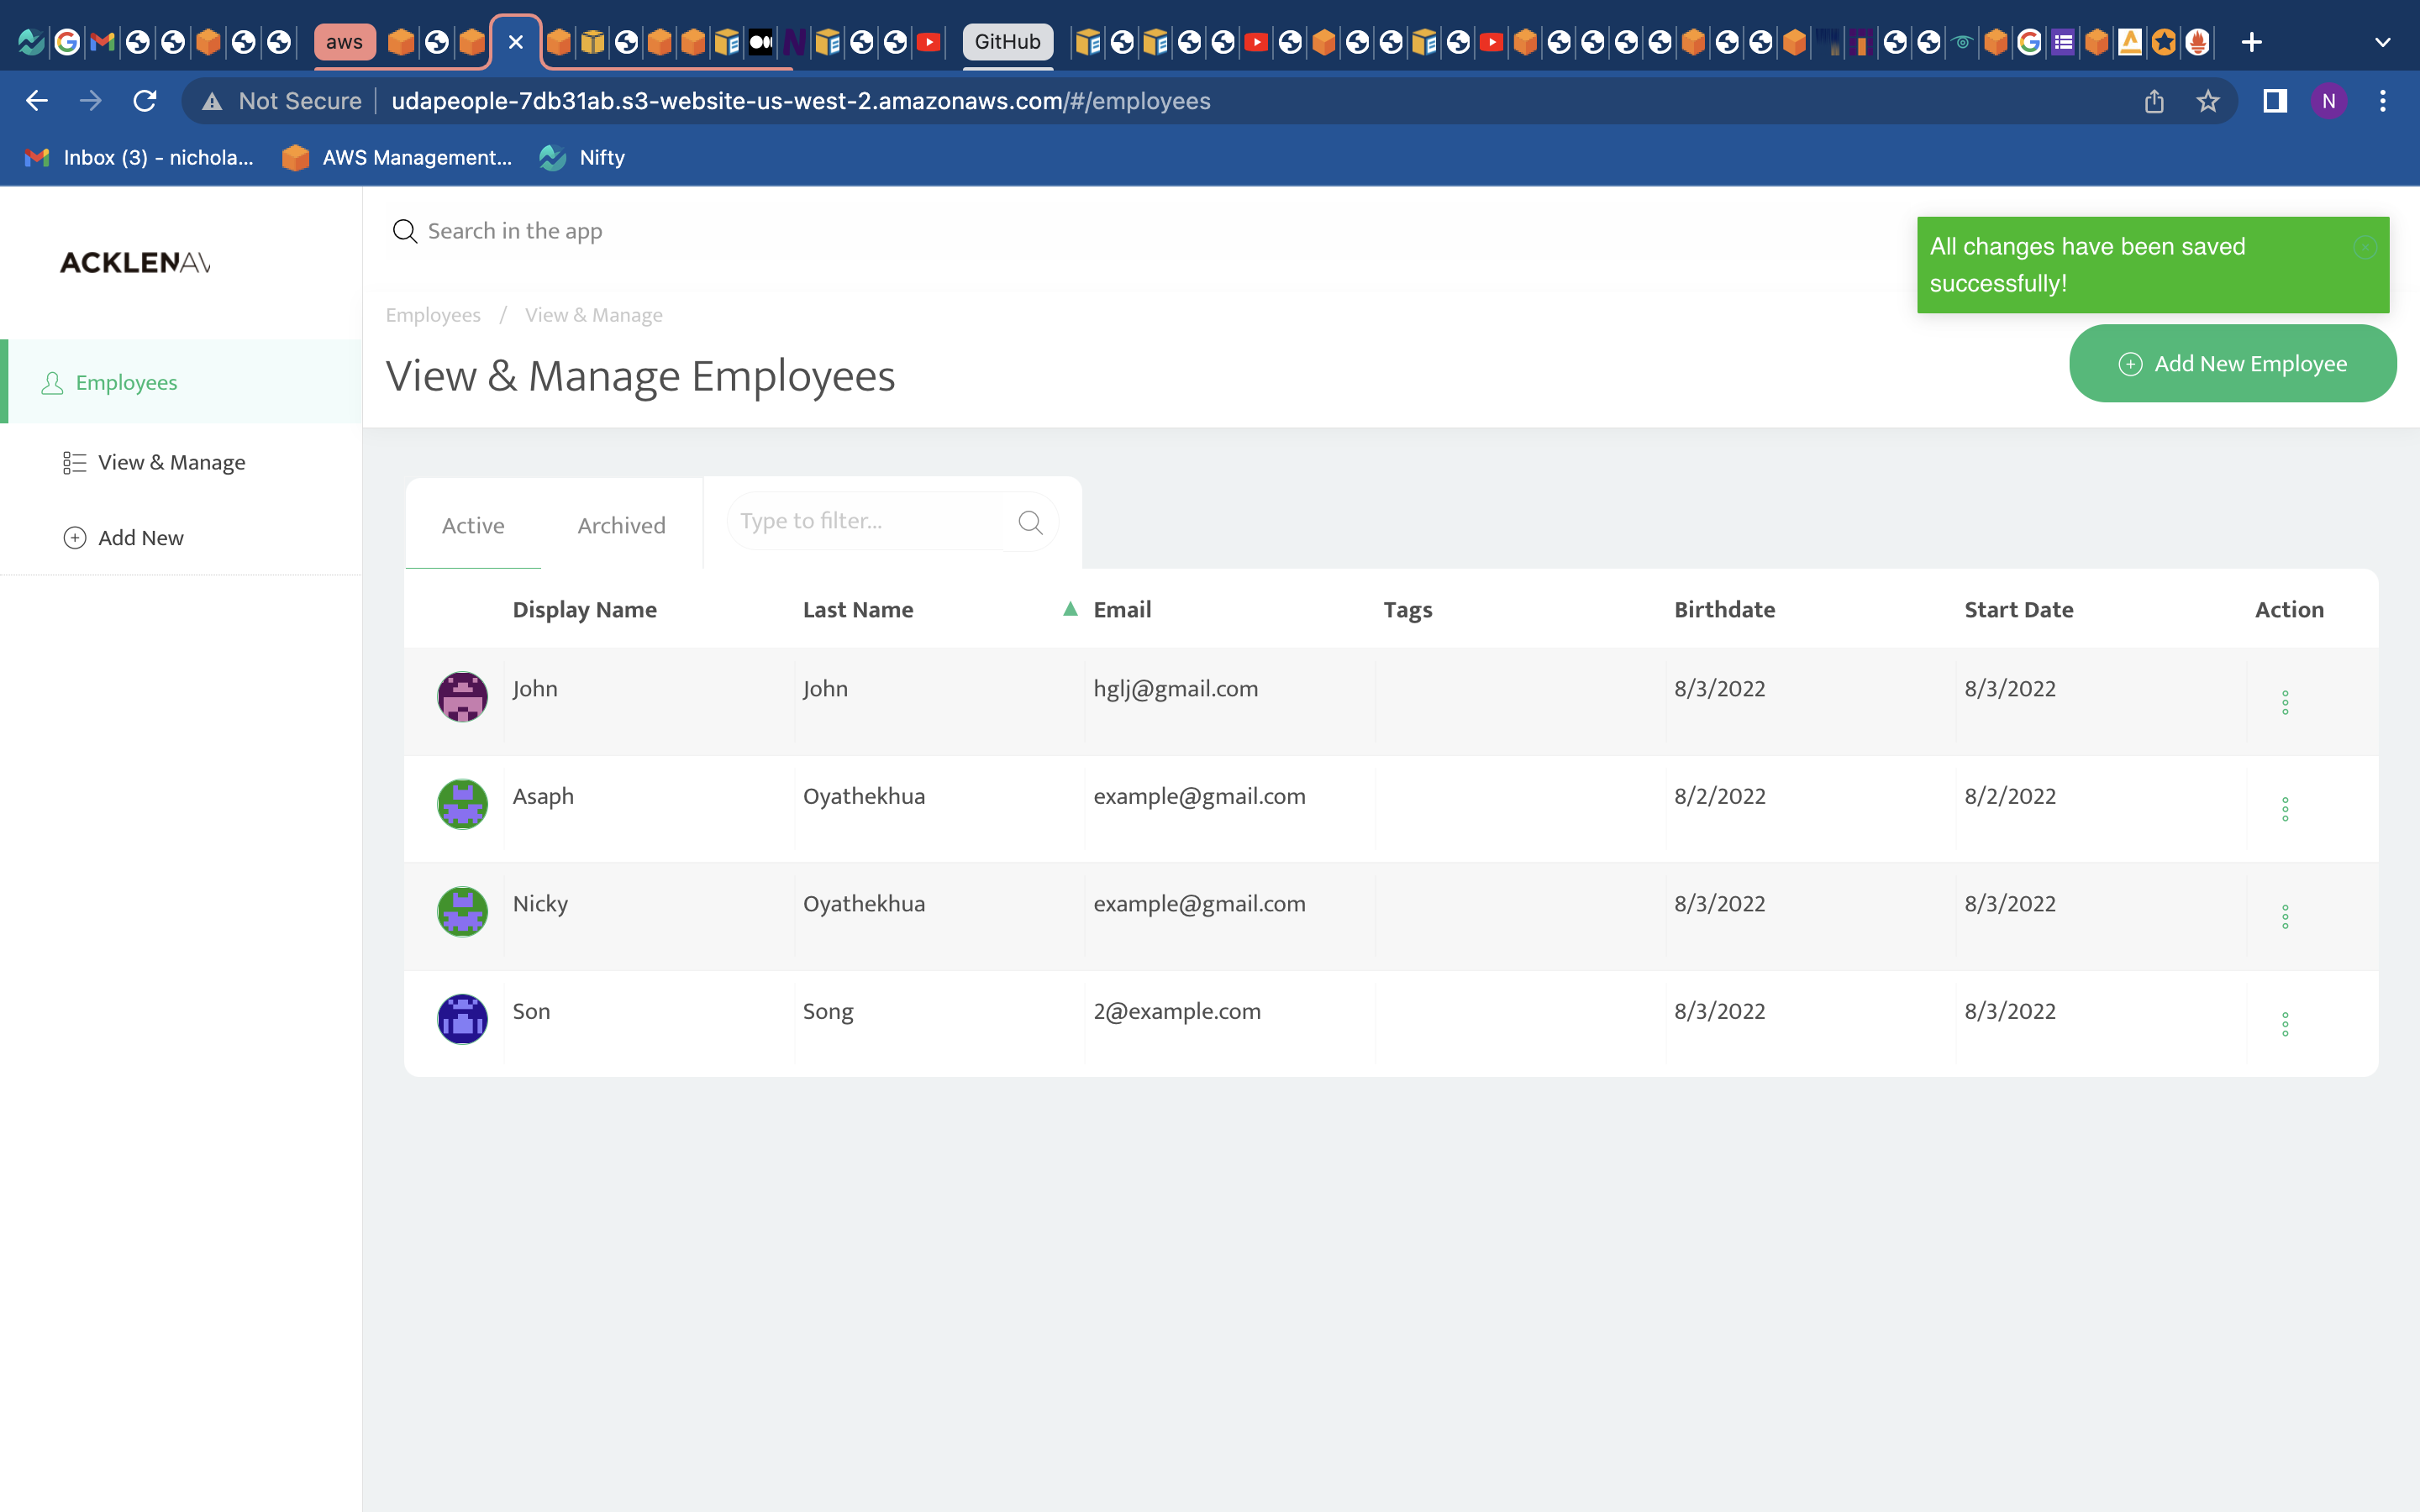 aws
GitHub
Not Secure
udapeople-7db31ab.s3-website-us-west-2.amazonaws.com/#/employees
N
Inbox (3) - nichola...
AWS Management...
Nifty
ACKLENAV
Search in the app
All changes have been saved
successfully!
Employees / View & Manage
View & Manage Employees
Add New Employee
Employees
View & Manage
Add New
Active
Archived
Type to filter...
Display Name Last Name Email Tags Birthdate Start Date Action
John John hglj@gmail.com 8/3/2022 8/3/2022
Asaph Oyathekhua example@gmail.com 8/2/2022 8/2/2022
Nicky Oyathekhua example@gmail.com 8/3/2022 8/3/2022
Son Song 2@example.com 8/3/2022 8/3/2022